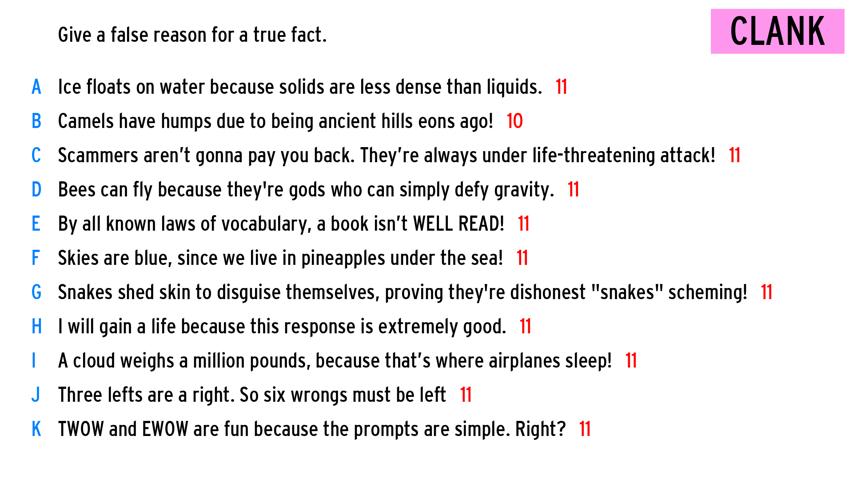 Give a false reason for a true fact.
CLANK
A Ice floats on water because solids are less dense than liquids. 11
B Camels have humps due to being ancient hills eons ago! 10
C Scammers aren't gonna pay you back. They're always under life-threatening attack! 11
D Bees can fly because they're gods who can simply defy gravity. 11
E By all known laws of vocabulary, a book isn't WELL READ! 11
F Skies are blue, since we live in pineapples under the sea! 11
G Snakes shed skin to disguise themselves, proving they're dishonest "snakes" scheming! 11
H I will gain a life because this response is extremely good. 11
I A cloud weighs a million pounds, because that's where airplanes sleep! 11
J Three lefts are a right. So six wrongs must be left 11
K TWOW and EWOW are fun because the prompts are simple. Right? 11